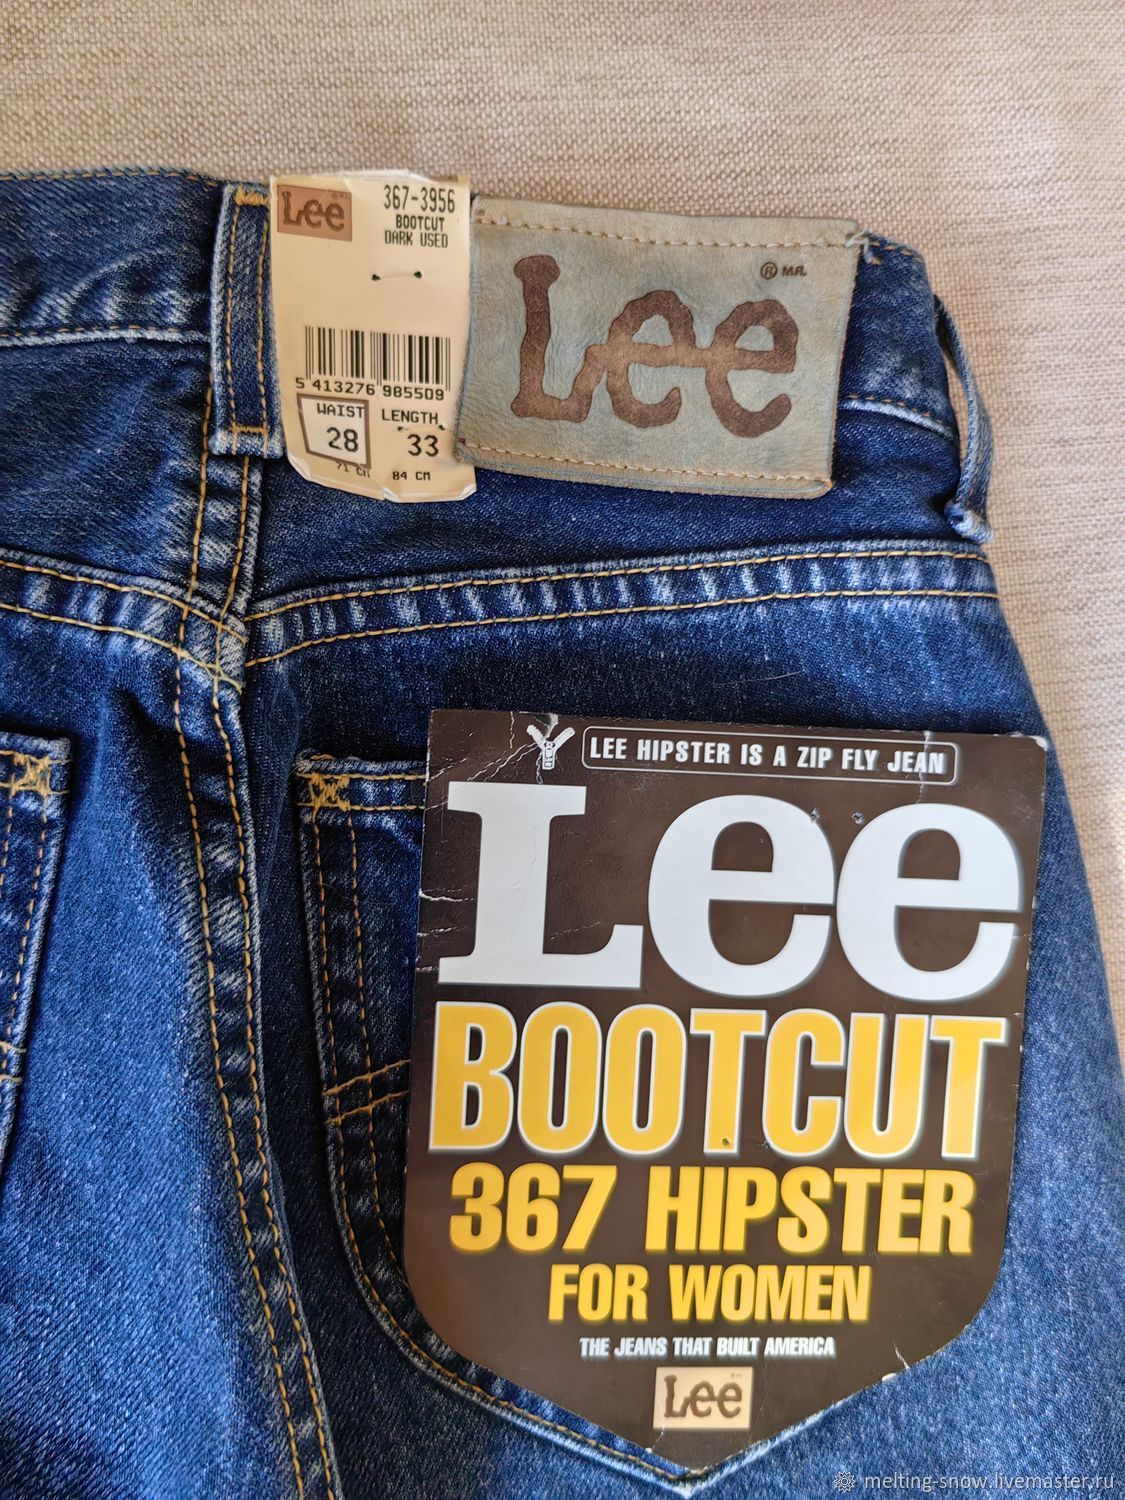 Lee
367-3956
BOOTCUT
DARK USED
5 413276 985509
WAIST LENGTH
28 33
71 CM 84 CM
Lee
® M.R.
LEE HIPSTER IS A ZIP FLY JEAN
Lee
BOOTCUT
367 HIPSTER
FOR WOMEN
THE JEANS THAT BUILT AMERICA
Lee
melting-snow.livemaster.ru